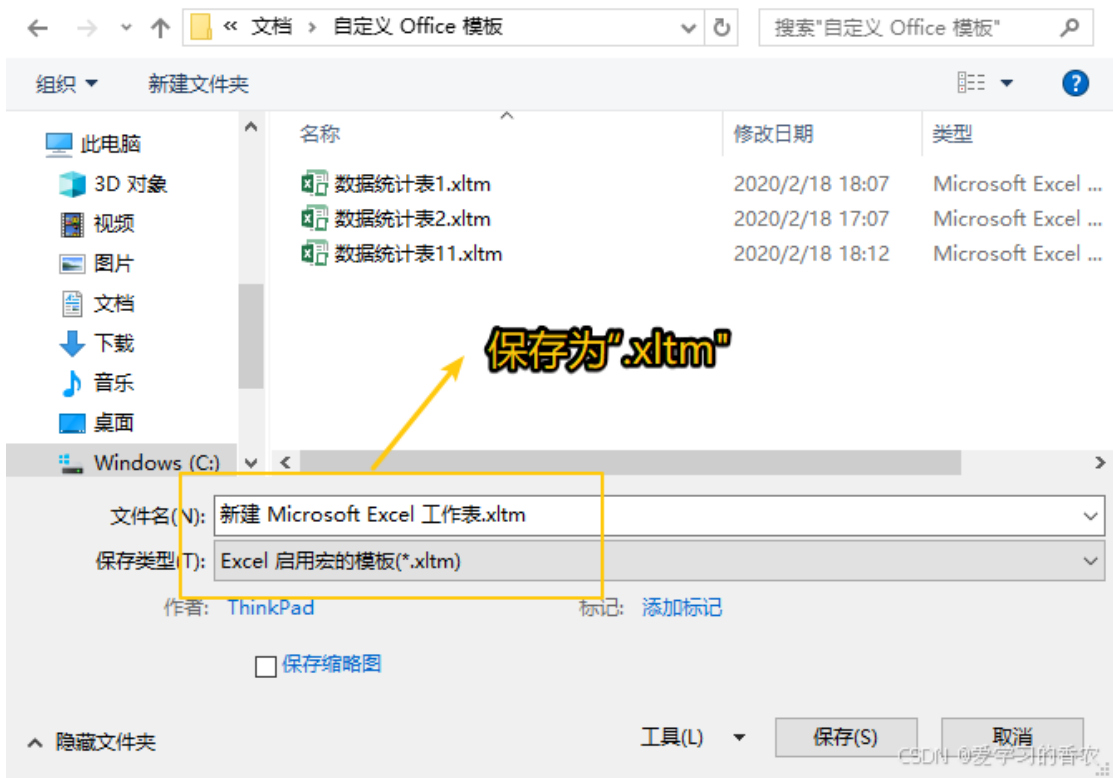 « 文档 › 自定义 Office 模板 搜索"自定义 Office 模板"
组织 新建文件夹 ?
名称 修改日期 类型
此电脑
3D 对象 数据统计表1.xltm 2020/2/18 18:07 Microsoft Excel ...
视频 数据统计表2.xltm 2020/2/18 17:07 Microsoft Excel ...
图片 数据统计表11.xltm 2020/2/18 18:12 Microsoft Excel ...
文档
下载 保存为“.xltm"
音乐
桌面
Windows (C:)
文件名(N): 新建 Microsoft Excel 工作表.xltm
保存类型(T): Excel 启用宏的模板(*.xltm)
作者: ThinkPad 标记: 添加标记
保存缩略图
隐藏文件夹 工具(L) 保存(S) 取消
CSDN @爱学习的香农